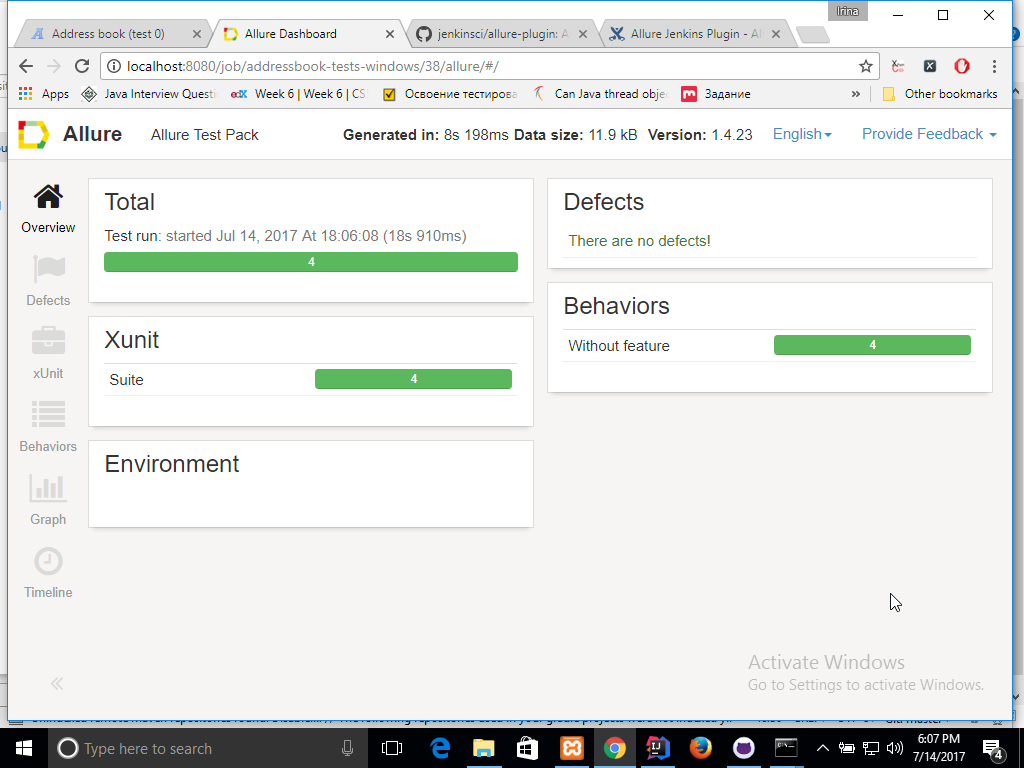 Irina
Address book (test 0)
Allure Dashboard
jenkinsci/allure-plugin: A
Allure Jenkins Plugin - Al
localhost:8080/job/addressbook-tests-windows/38/allure/#/
Apps
Java Interview Questi
edX Week 6 | Week 6 | CS
Освоение тестирова
Can Java thread obje
Задание
»
Other bookmarks
Allure
Allure Test Pack
Generated in: 8s 198ms Data size: 11.9 kB Version: 1.4.23
English
Provide Feedback
Overview
Defects
xUnit
Behaviors
Graph
Timeline
Total
Test run: started Jul 14, 2017 At 18:06:08 (18s 910ms)
4
Xunit
Suite 4
Environment
Defects
There are no defects!
Behaviors
Without feature 4
Activate Windows
Go to Settings to activate Windows.
Type here to search
6:07 PM
7/14/2017
4